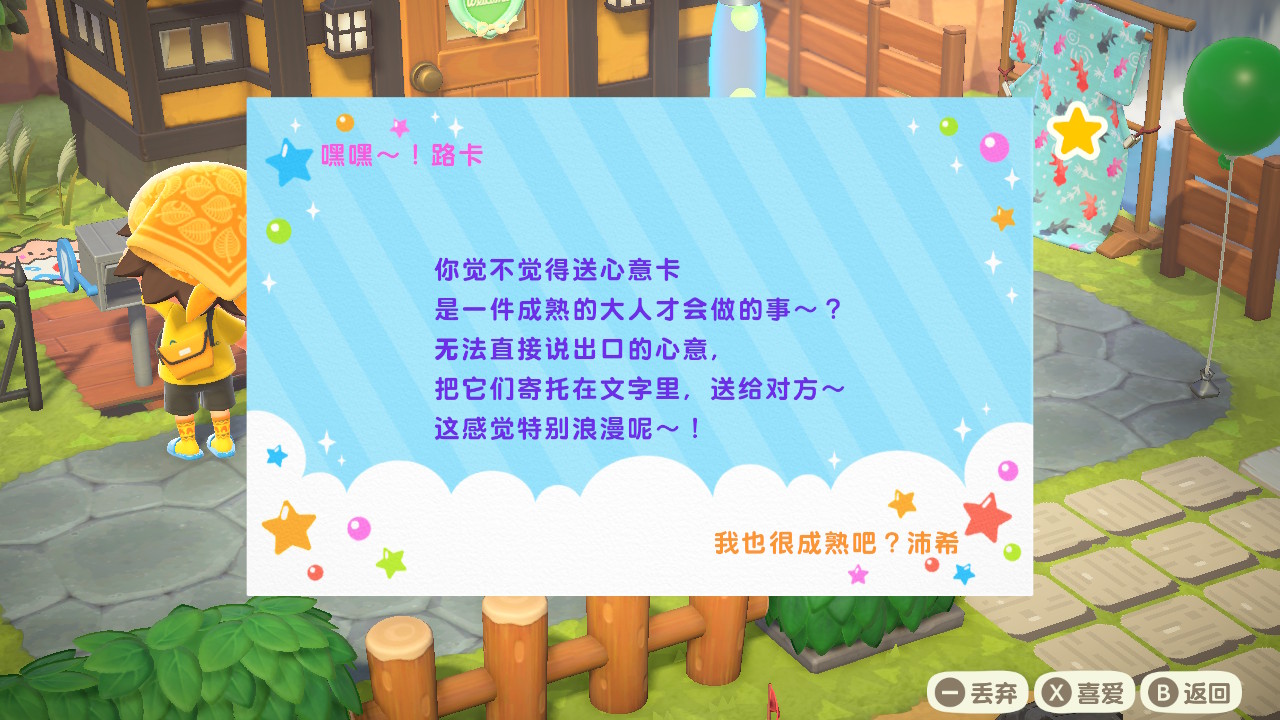 Welcome
嘿嘿～！路卡
你觉不觉得送心意卡
是一件成熟的大人才会做的事～？
无法直接说出口的心意，
把它们寄托在文字里，送给对方～
这感觉特别浪漫呢～！
我也很成熟吧？沛希
丢弃 X 喜爱 B 返回